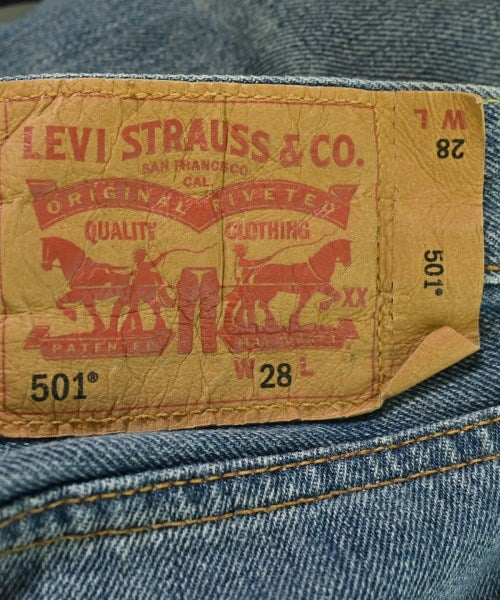 LEVI STRAUSS & CO.
SAN FRANCISCO
CAL.
ORIGINAL RIVETED
QUALITY CLOTHING
XX
PATENTED
W L
501® 28
W L
28
501®